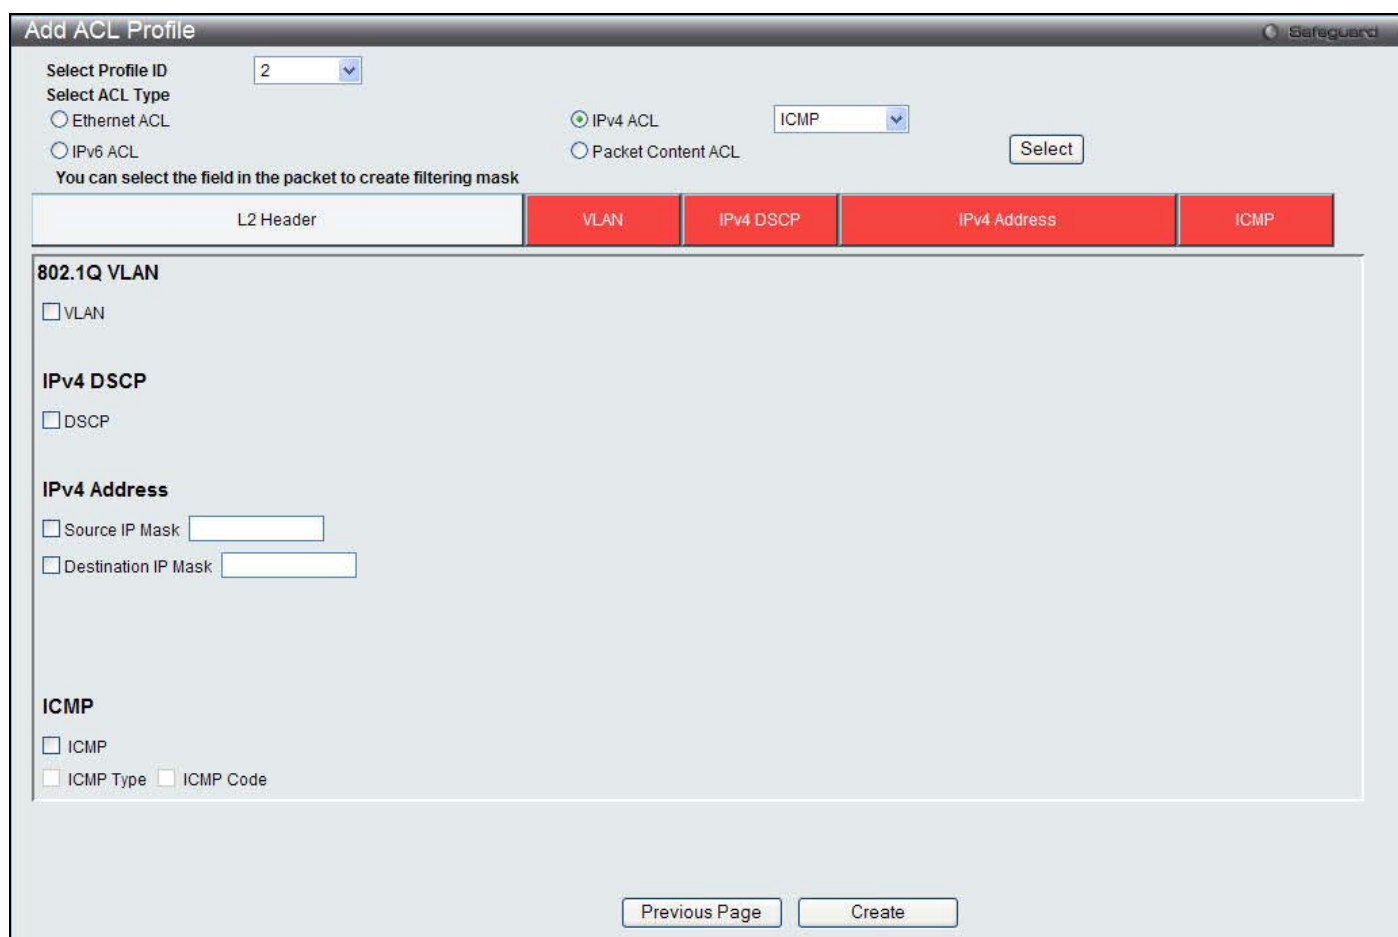 Add ACL Profile
Safeguard
Select Profile ID 2
Select ACL Type
Ethernet ACL IPv4 ACL ICMP
IPv6 ACL Packet Content ACL Select
You can select the field in the packet to create filtering mask
L2 Header VLAN IPv4 DSCP IPv4 Address ICMP
802.1Q VLAN
VLAN
IPv4 DSCP
DSCP
IPv4 Address
Source IP Mask
Destination IP Mask
ICMP
ICMP
ICMP Type ICMP Code
Previous Page Create